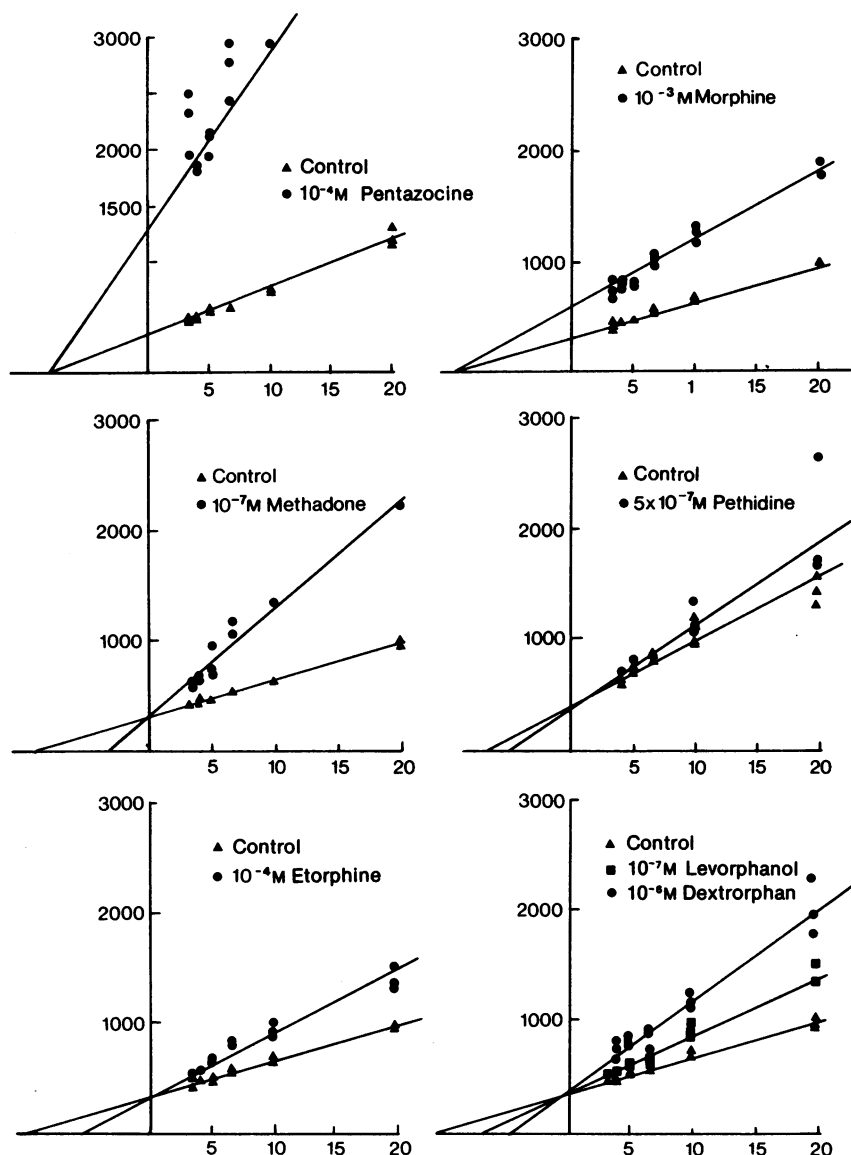 3000
2000
1500
▲ Control
● 10⁻⁴M Pentazocine
5 10 15 20
3000
2000
1000
▲ Control
● 10⁻³M Morphine
5 1 15 20
3000
2000
1000
▲ Control
● 10⁻⁷M Methadone
5 10 15 20
3000
2000
1000
▲ Control
● 5x10⁻⁷M Pethidine
5 10 15 20
3000
2000
1000
▲ Control
● 10⁻⁴M Etorphine
5 10 15 20
3000
2000
1000
▲ Control
■ 10⁻⁷M Levorphanol
● 10⁻⁶M Dextrorphan
5 10 15 20